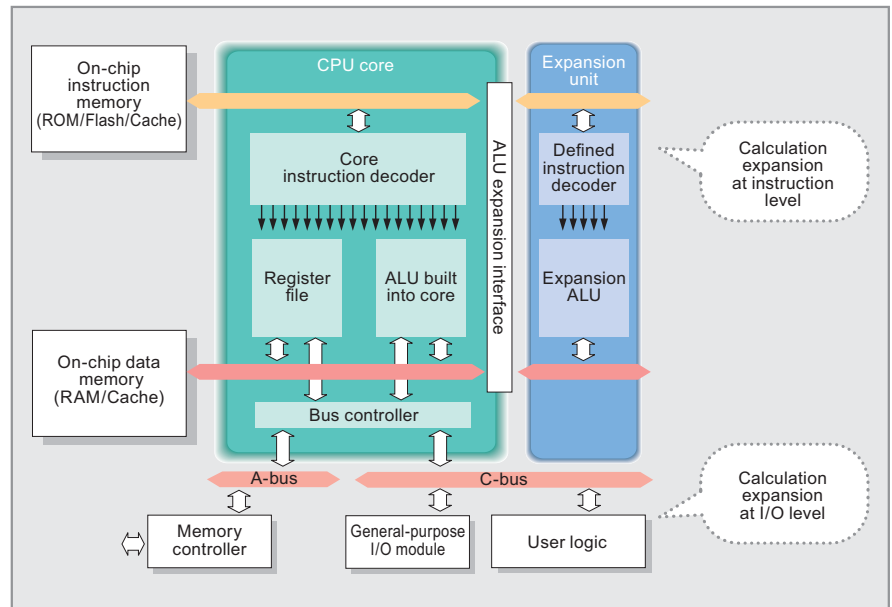 On-chip
instruction
memory
(ROM/Flash/Cache)
CPU core
Expansion
unit
Core
instruction decoder
ALU expansion interface
Defined
instruction
decoder
Calculation
expansion
at instruction
level
Register
file
ALU built
into core
Expansion
ALU
On-chip data
memory
(RAM/Cache)
Bus controller
A-bus
C-bus
Calculation
expansion
at I/O level
Memory
controller
General-purpose
I/O module
User logic